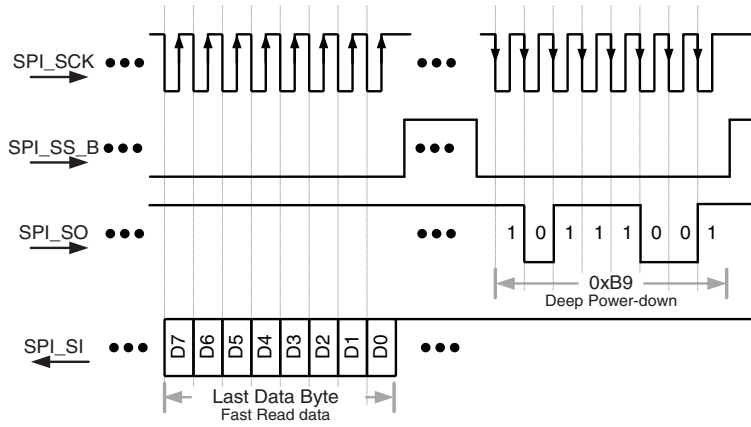 SPI_SCK
SPI_SS_B
SPI_SO
1 0 1 1 1 0 0 1
0xB9
Deep Power-down
SPI_SI
D7 D6 D5 D4 D3 D2 D1 D0
Last Data Byte
Fast Read data